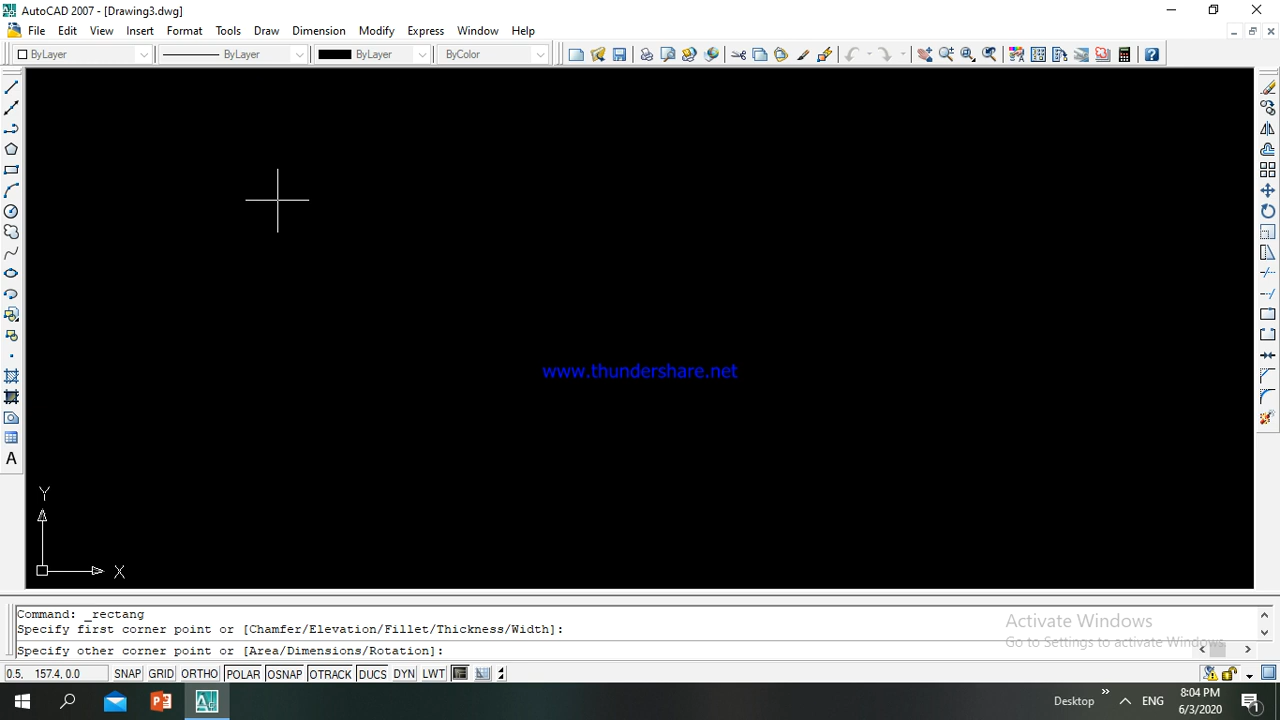 AutoCAD 2007 - [Drawing3.dwg]
File Edit View Insert Format Tools Draw Dimension Modify Express Window Help
ByLayer ByLayer ByLayer ByColor
A
www.thundershare.net
Y
X
Command: _rectang
Specify first corner point or [Chamfer/Elevation/Fillet/Thickness/Width]:
Specify other corner point or [Area/Dimensions/Rotation]:
Activate Windows
Go to Settings to activate Windows.
0.5, 157.4, 0.0 SNAP GRID ORTHO POLAR OSNAP OTRACK DUCS DYN LWT
Desktop ENG 8:04 PM
6/3/2020
1